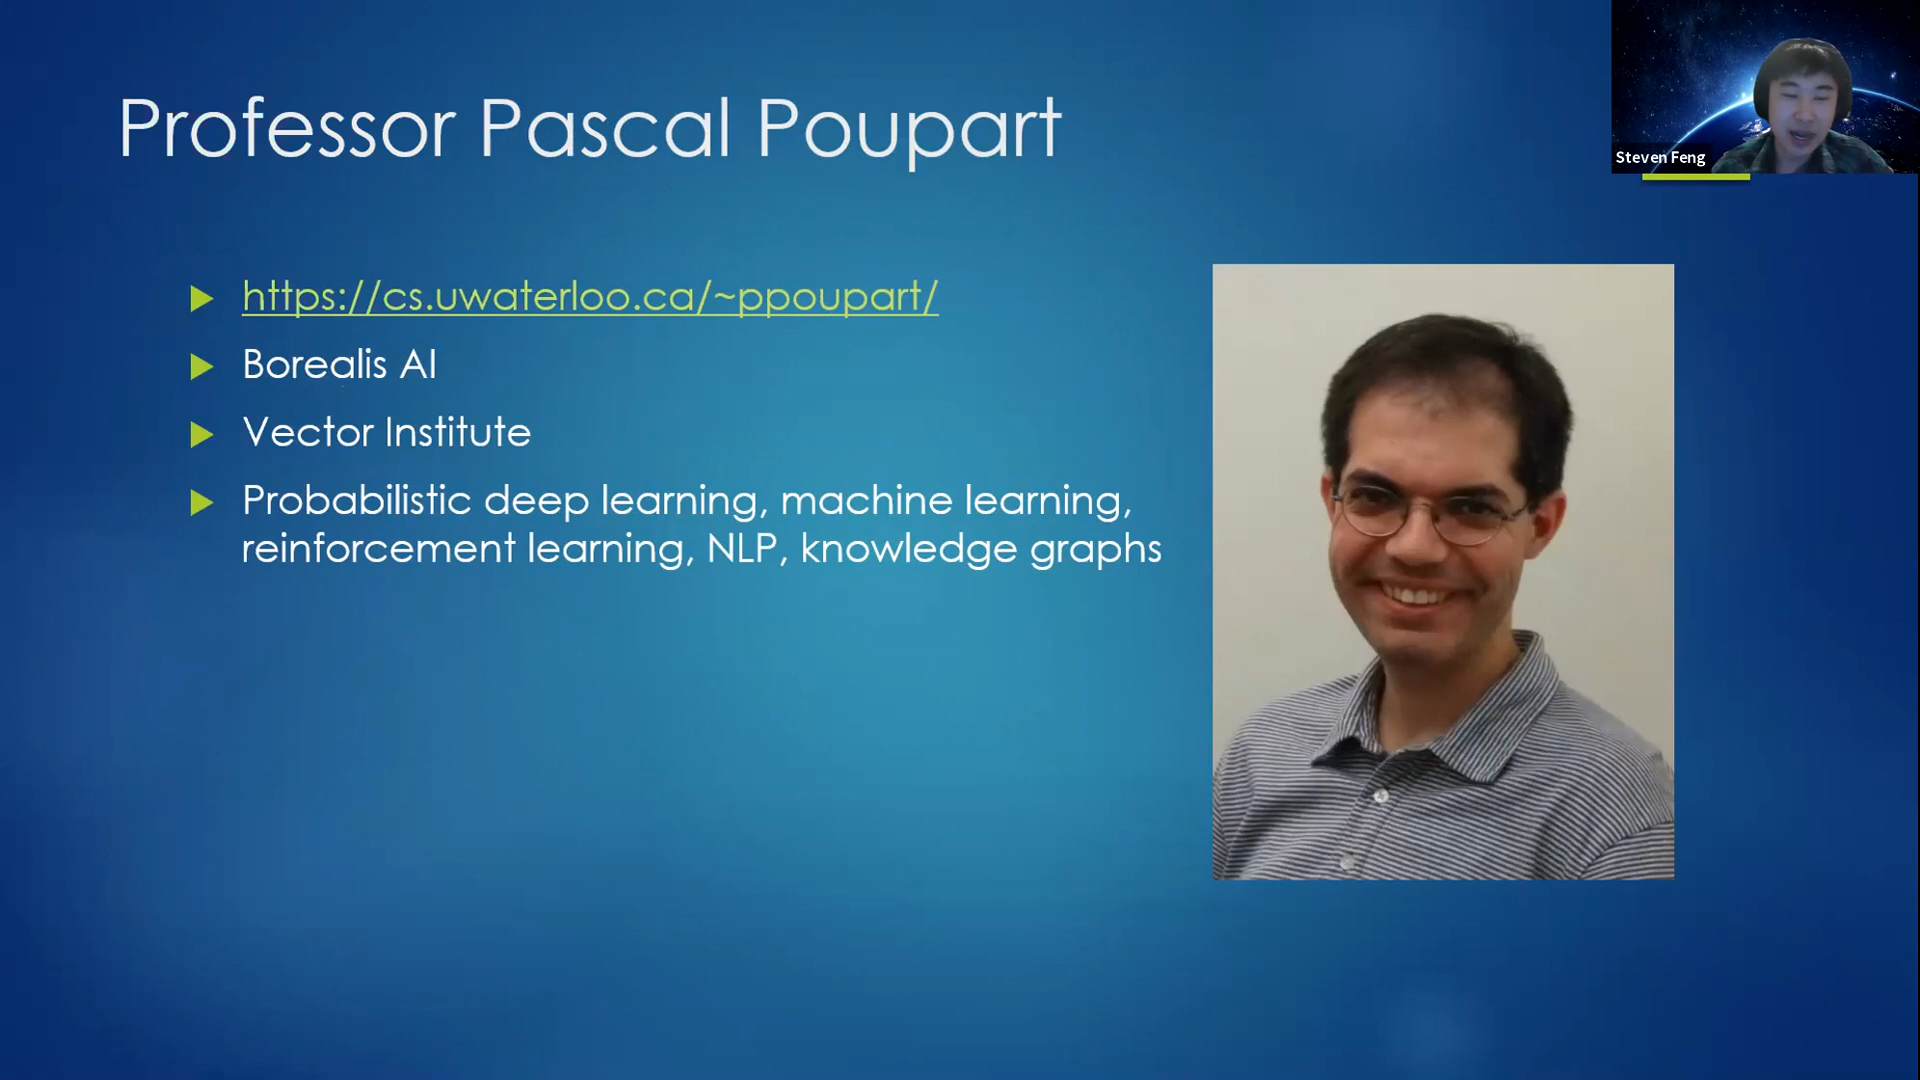 Professor Pascal Poupart
Steven Feng
https://cs.uwaterloo.ca/~ppoupart/
Borealis AI
Vector Institute
Probabilistic deep learning, machine learning,
reinforcement learning, NLP, knowledge graphs